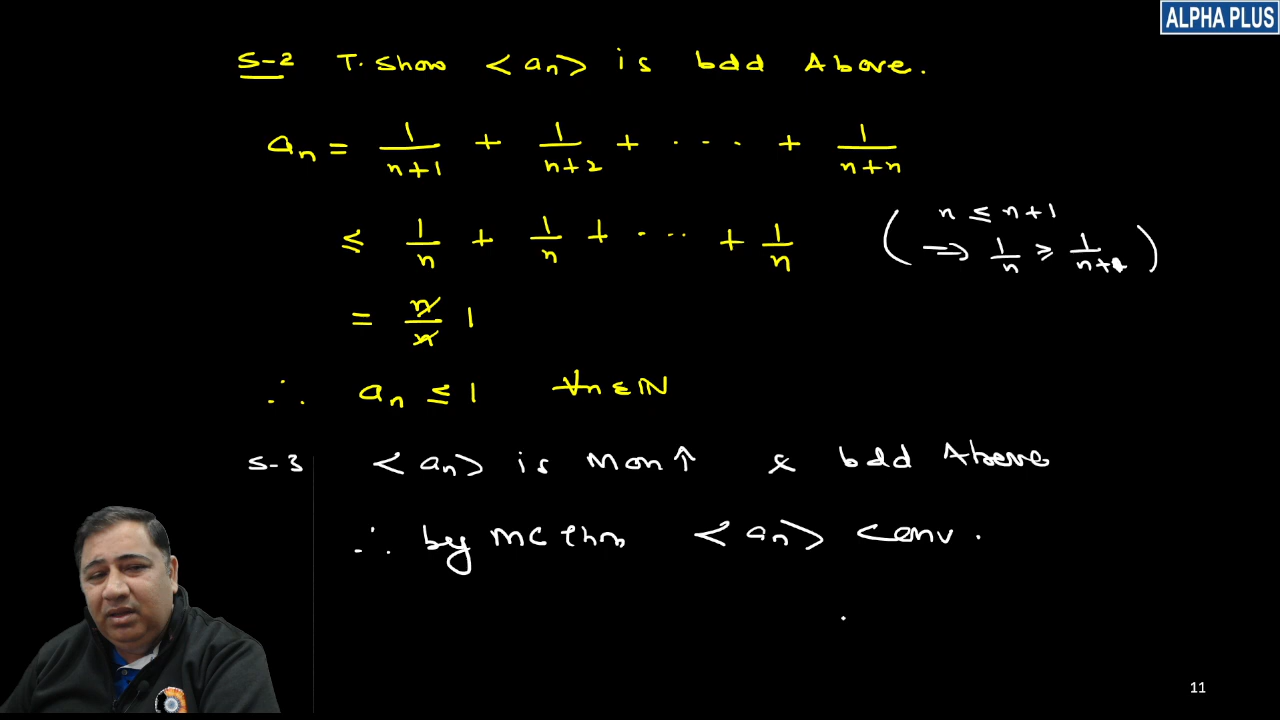 ALPHA PLUS
S-2 T. Show <an> is bdd Above.
an = 1/(n+1) + 1/(n+2) + ... + 1/(n+n)
≤ 1/n + 1/n + ... + 1/n
( n ≤ n+1
⇒ 1/n ≥ 1/(n+1) )
= n/n 1
∴ an ≤ 1 ∀n ∈ ℕ
S-3 <an> is Mon↑ & bdd Above
∴ by MC thm <an> conv.
11